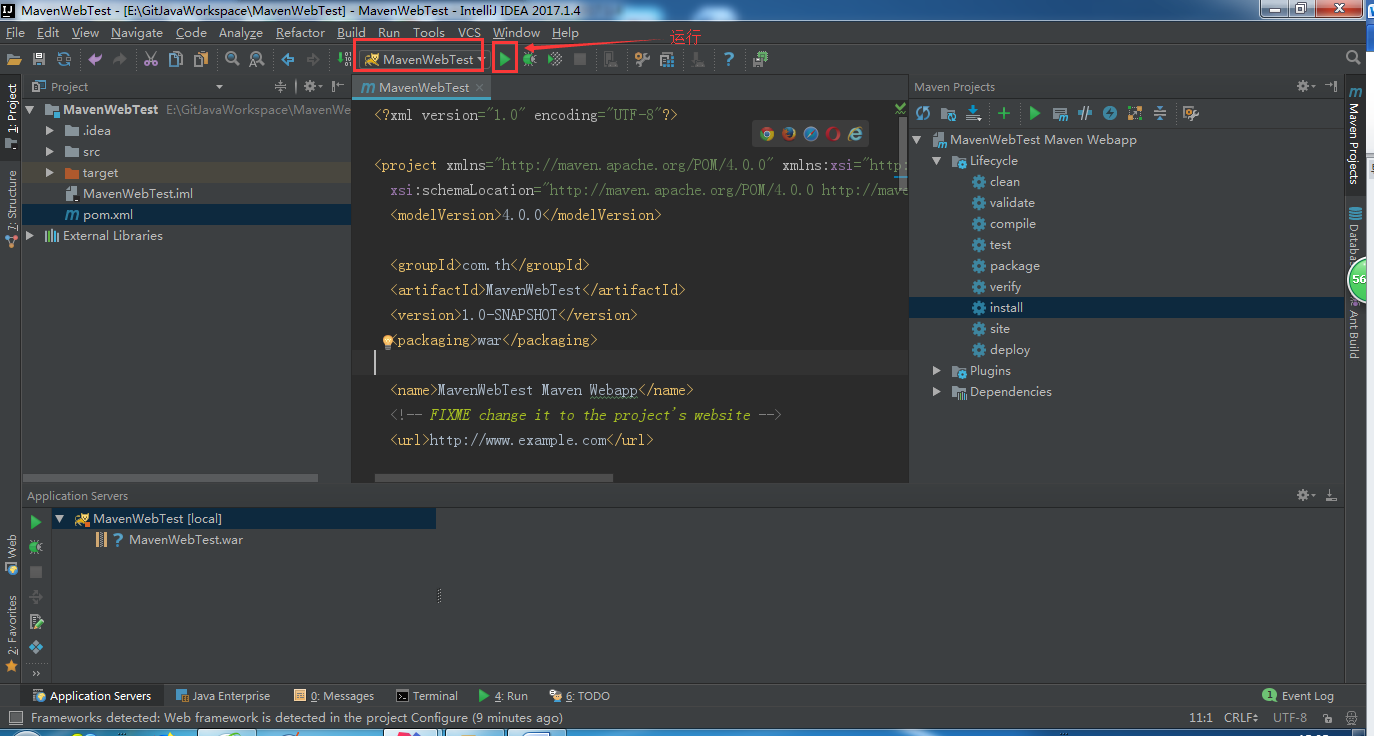 MavenWebTest - [E:\GitJavaWorkspace\MavenWebTest] - MavenWebTest - IntelliJ IDEA 2017.1.4
File Edit View Navigate Code Analyze Refactor Build Run Tools VCS Window Help
运行
MavenWebTest
Project
MavenWebTest
Maven Projects
1: Project
7: Structure
MavenWebTest E:\GitJavaWorkspace\MavenWe
.idea
src
target
MavenWebTest.iml
pom.xml
External Libraries
<?xml version="1.0" encoding="UTF-8"?>
<project xmlns="http://maven.apache.org/POM/4.0.0" xmlns:xsi="http:
xsi:schemaLocation="http://maven.apache.org/POM/4.0.0 http://mave
<modelVersion>4.0.0</modelVersion>
<groupId>com.th</groupId>
<artifactId>MavenWebTest</artifactId>
<version>1.0-SNAPSHOT</version>
<packaging>war</packaging>
<name>MavenWebTest Maven Webapp</name>
<!-- FIXME change it to the project's website -->
<url>http://www.example.com</url>
MavenWebTest Maven Webapp
Lifecycle
clean
validate
compile
test
package
verify
install
site
deploy
Plugins
Dependencies
Maven Projects
Databas
56
Ant Build
Application Servers
MavenWebTest [local]
MavenWebTest.war
Web
2: Favorites
Application Servers Java Enterprise 0: Messages Terminal 4: Run 6: TODO 1 Event Log
Frameworks detected: Web framework is detected in the project Configure (9 minutes ago) 11:1 CRLF UTF-8